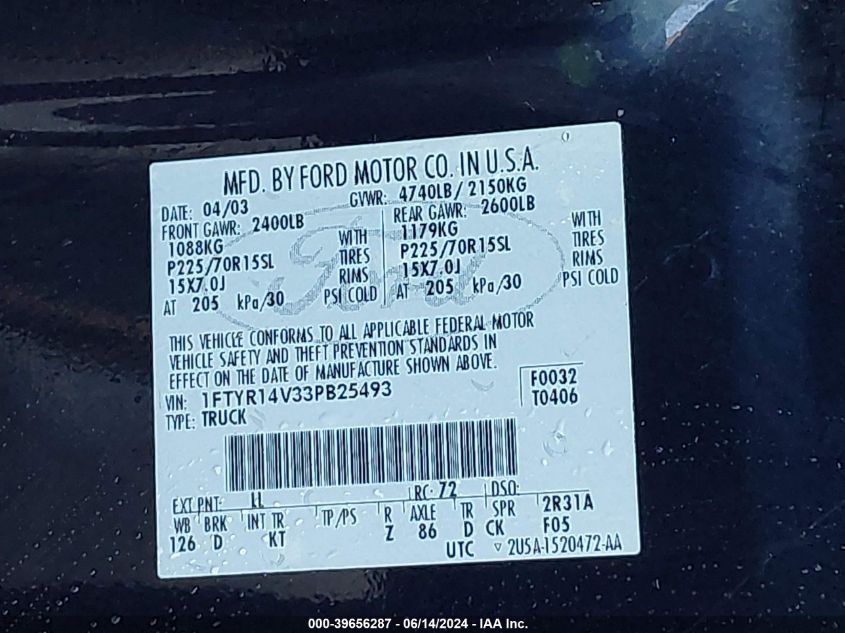 MFD. BY FORD MOTOR CO. IN U.S.A.
DATE: 04/03 GVWR: 4740LB/ 2150KG
FRONT GAWR: 2400LB REAR GAWR: 2600LB
1088KG WITH 1179KG WITH
P225/70R15SL TIRES P225/70R15SL TIRES
15X7.0J RIMS 15X7.0J RIMS
AT 205 kPa/30 PSI COLD AT 205 kPa/30 PSI COLD
Ford
THIS VEHICLE CONFORMS TO ALL APPLICABLE FEDERAL MOTOR
VEHICLE SAFETY AND THEFT PREVENTION STANDARDS IN
EFFECT ON THE DATE OF MANUFACTURE SHOWN ABOVE.
VIN: 1FTYR14V33PB25493 F0032
TYPE: TRUCK T0406
EXT PNT: LL RC: 72 DSO:
WB BRK INT TR TP/PS R AXLE TR SPR 2R31A
126 D KT Z 86 D CK F05
UTC ▽ 2U5A-1520472-AA
000-39656287 - 06/14/2024 - IAA Inc.